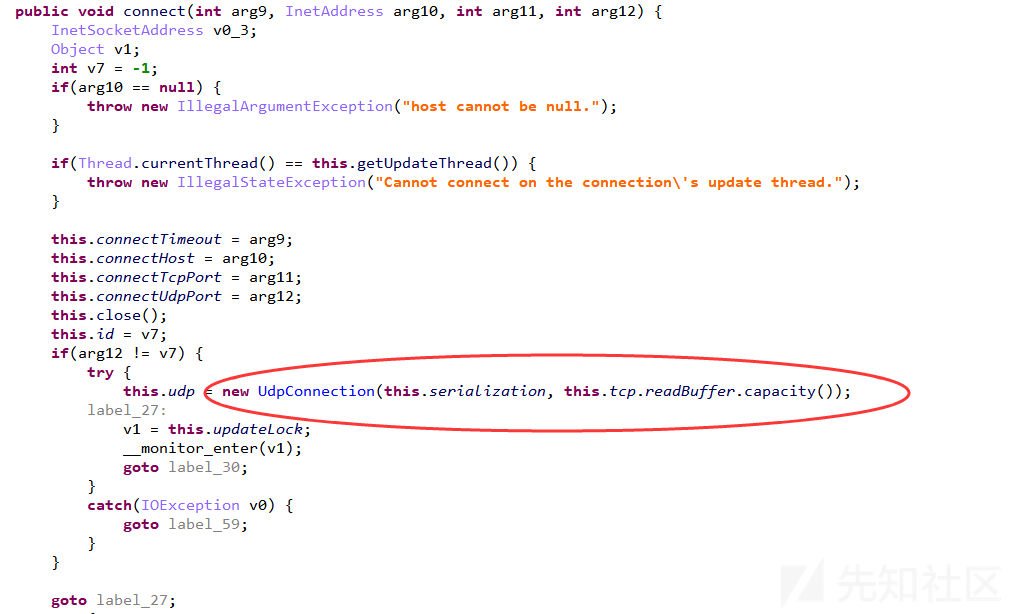 public void connect(int arg9, InetAddress arg10, int arg11, int arg12) {
InetSocketAddress v0_3;
Object v1;
int v7 = -1;
if(arg10 == null) {
throw new IllegalArgumentException("host cannot be null.");
}
if(Thread.currentThread() == this.getUpdateThread()) {
throw new IllegalStateException("Cannot connect on the connection\'s update thread.");
}
this.connectTimeout = arg9;
this.connectHost = arg10;
this.connectTcpPort = arg11;
this.connectUdpPort = arg12;
this.close();
this.id = v7;
if(arg12 != v7) {
try {
this.udp = new UdpConnection(this.serialization, this.tcp.readBuffer.capacity());
label_27:
v1 = this.updateLock;
__monitor_enter(v1);
goto label_30;
}
catch(IOException v0) {
goto label_59;
}
}
goto label_27;
先知社区